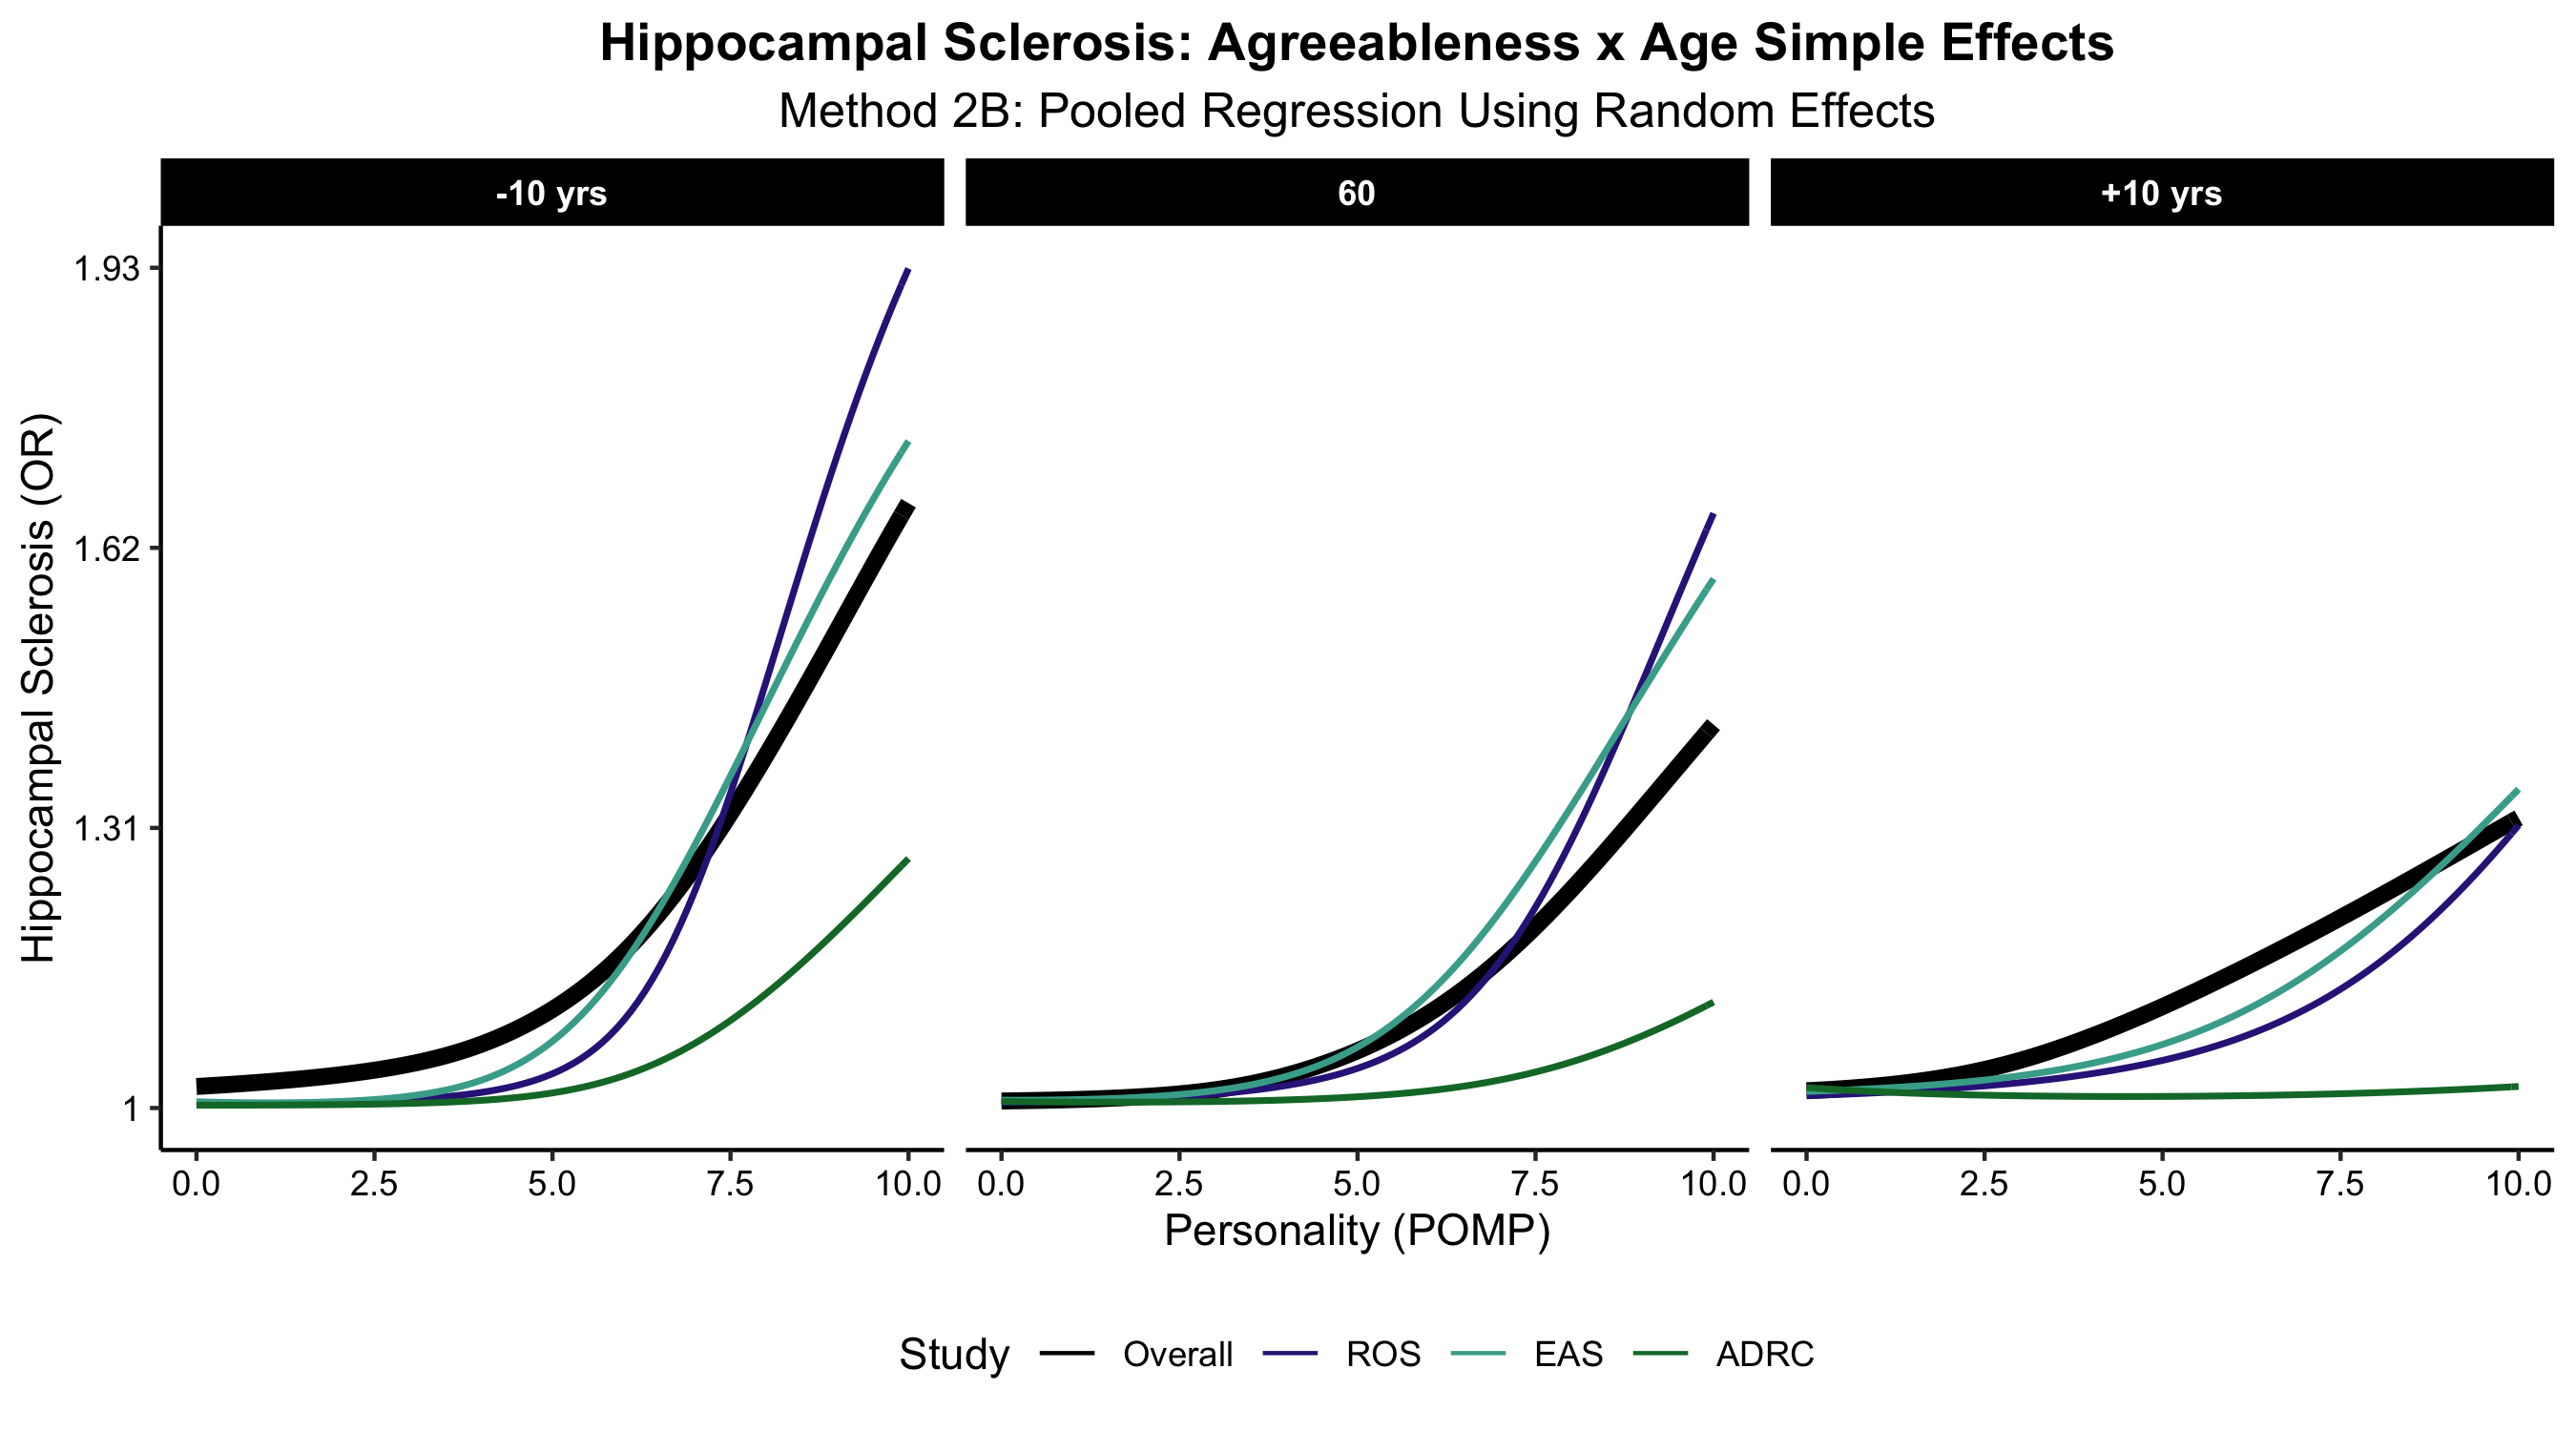 Hippocampal Sclerosis: Agreeableness x Age Simple Effects
Method 2B: Pooled Regression Using Random Effects
-10 yrs 60 +10 yrs
Hippocampal Sclerosis (OR)
1.93
1.62
1.31
1
0.0 2.5 5.0 7.5 10.0 0.0 2.5 5.0 7.5 10.0 0.0 2.5 5.0 7.5 10.0
Personality (POMP)
Study Overall ROS EAS ADRC